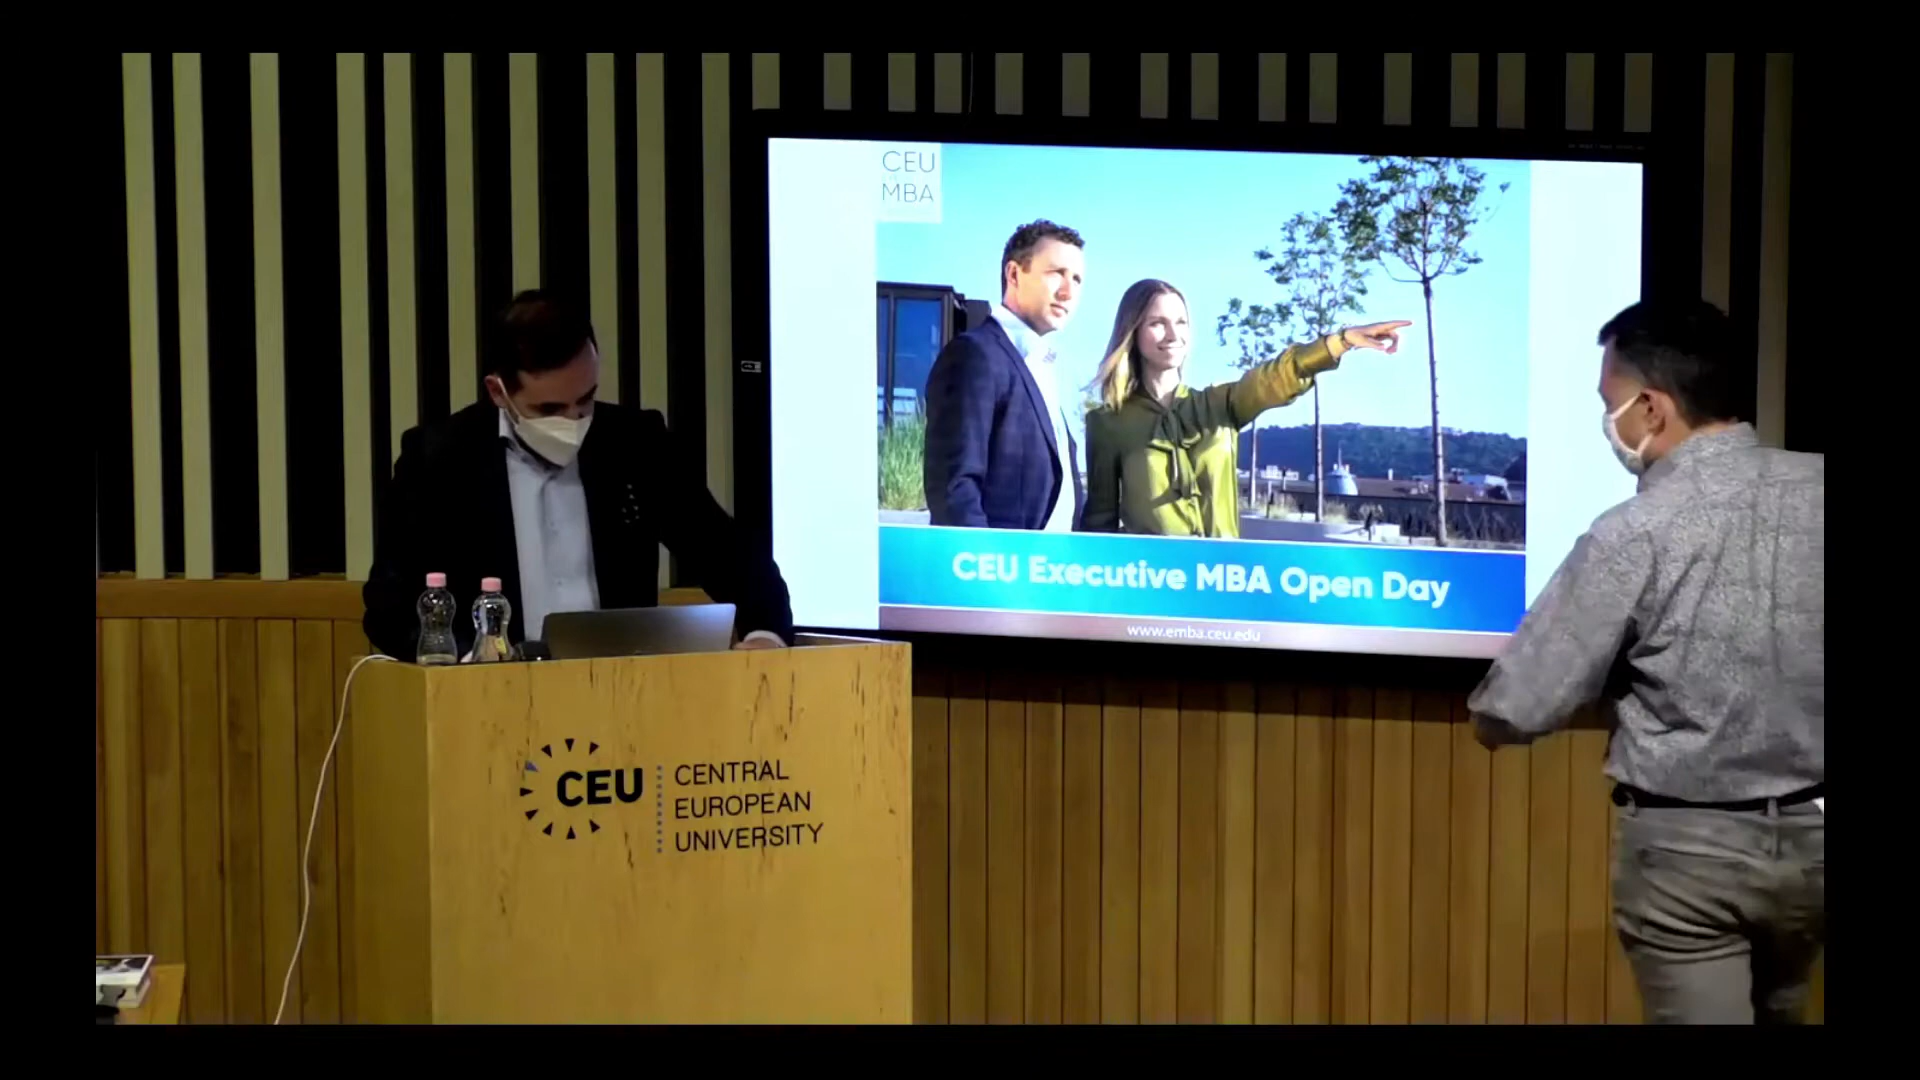 CEU
MBA
CEU Executive MBA Open Day
www.emba.ceu.edu
CEU
CENTRAL
EUROPEAN
UNIVERSITY